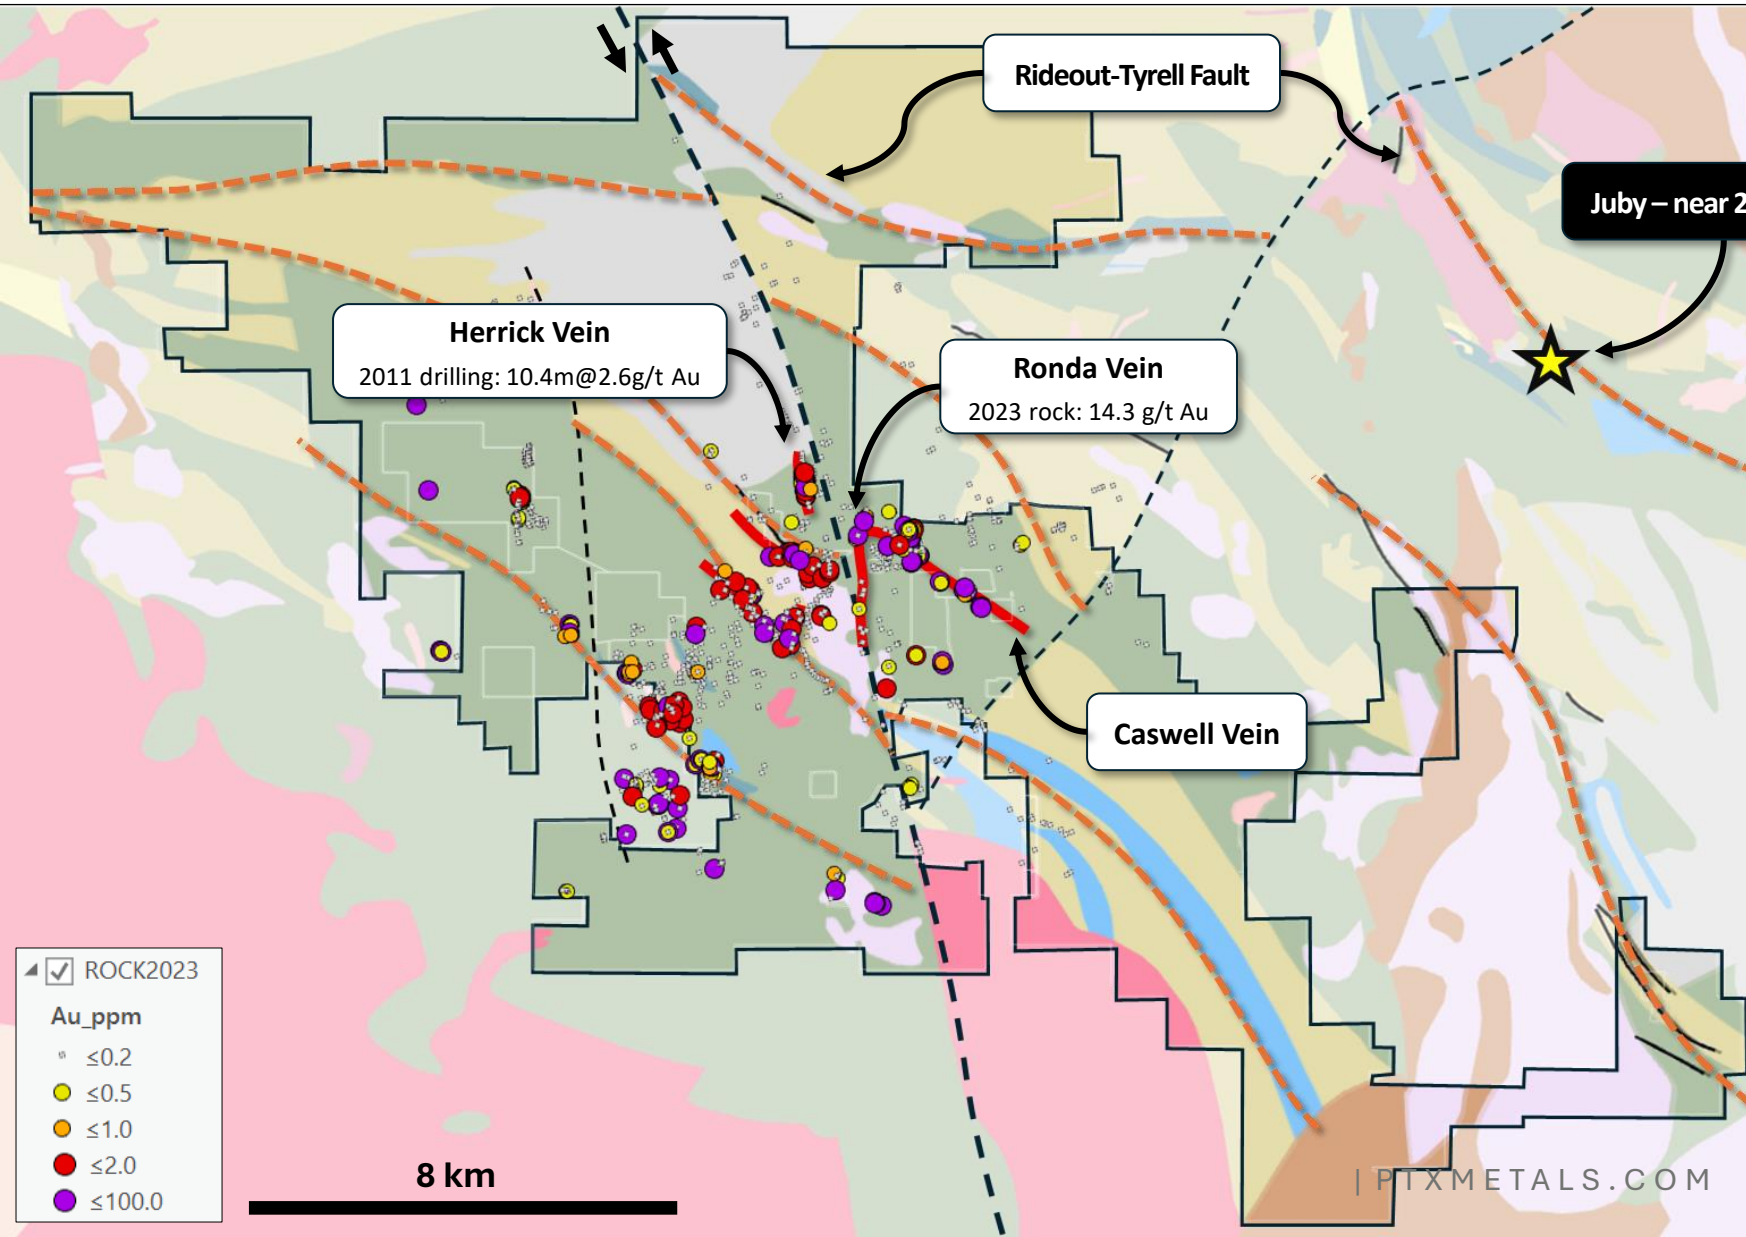 Rideout-Tyrell Fault
Juby – near 2
Herrick Vein
2011 drilling: 10.4m@2.6g/t Au
Ronda Vein
2023 rock: 14.3 g/t Au
Caswell Vein
ROCK2023
Au_ppm
≤0.2
≤0.5
≤1.0
≤2.0
≤100.0
8 km
| PTXMETALS.COM